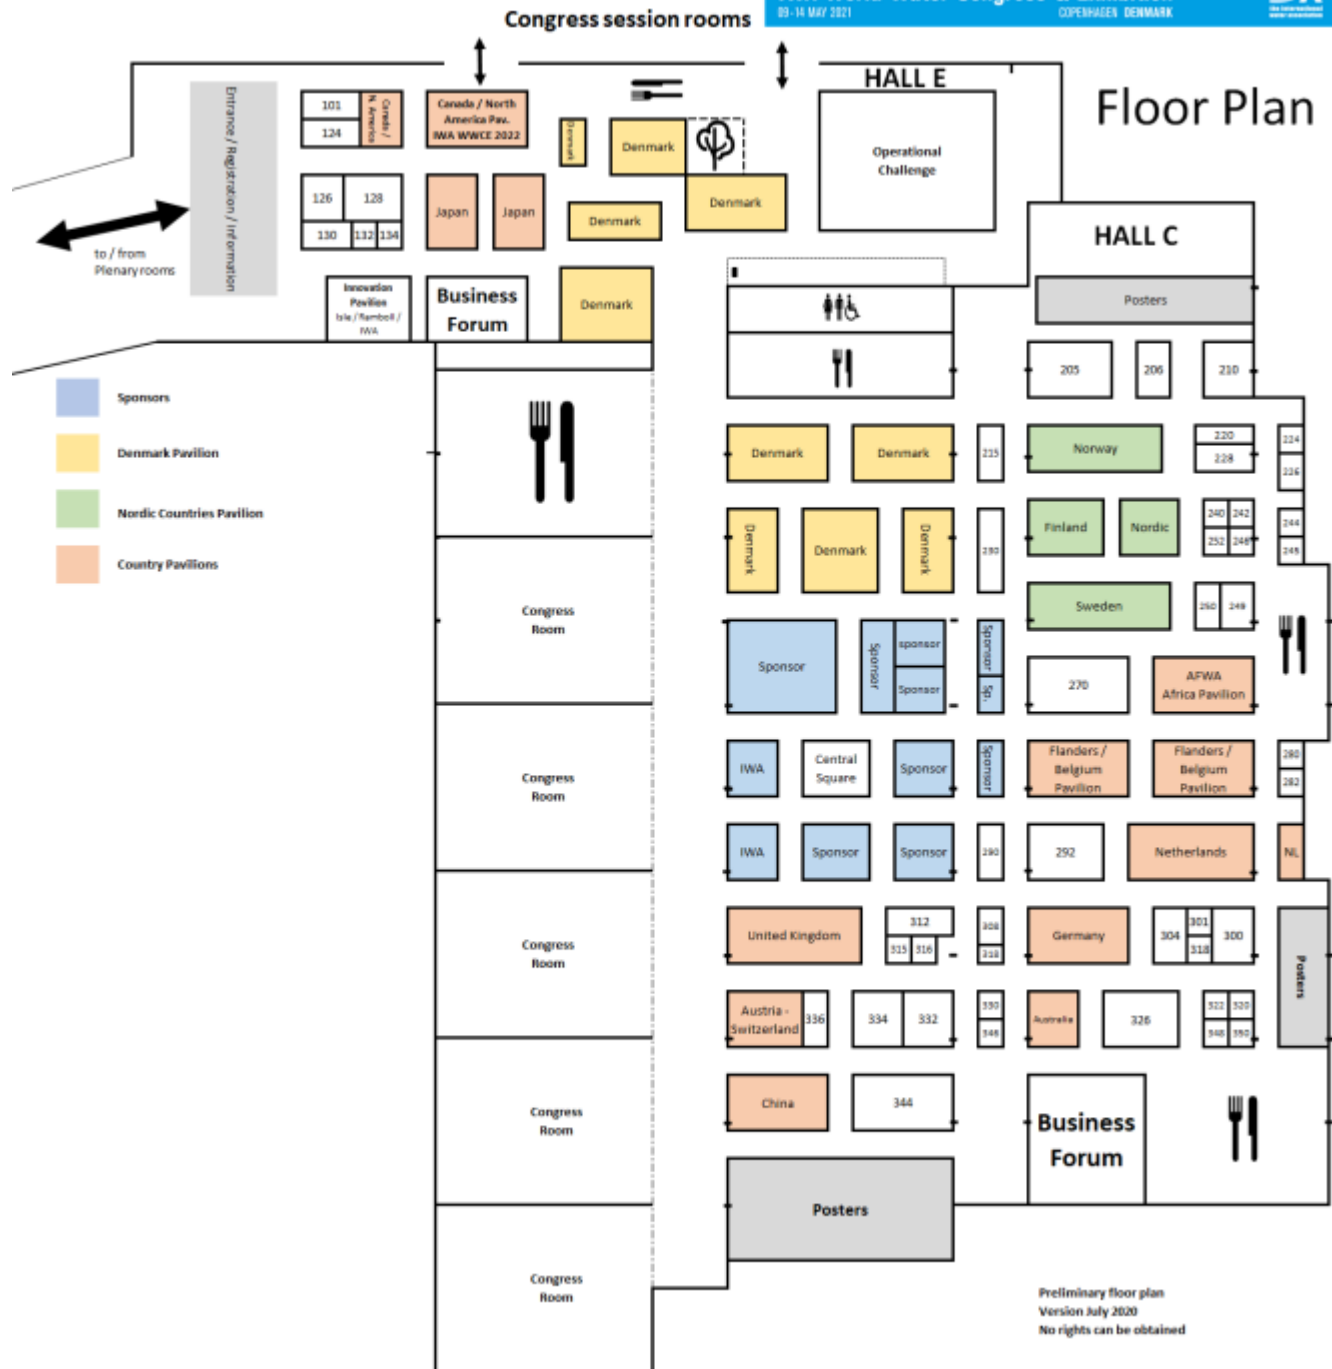 Congress session rooms
09-14 MAY 2021
COPENHAGEN DENMARK
HALL E
Floor Plan
Entrance / Registration / Information
to / from
Plenary rooms
101
124
Canada /
N. America
Canada / North
America Pav.
IWA WWCE 2022
Denmark
Denmark
Denmark
Operational
Challenge
126
128
130
132
134
Japan
Japan
Denmark
HALL C
Innovation
Pavilion
Isle / Ramboll /
IWA
Business
Forum
Denmark
Posters
205
206
210
Sponsors
Denmark Pavilion
Nordic Countries Pavilion
Country Pavilions
Denmark
Denmark
Norway
220
228
224
226
Denmark
Denmark
Denmark
230
Finland
Nordic
240
242
252
244
Congress
Room
Sweden
250
249
Sponsor
Sponsor
sponsor
Sponsor
Sponsor
Sp.
270
AFWA
Africa Pavilion
Congress
Room
IWA
Central
Square
Sponsor
Sponsor
Flanders /
Belgium
Pavilion
Flanders /
Belgium
Pavilion
280
282
IWA
Sponsor
Sponsor
290
292
Netherlands
NL
Congress
Room
United Kingdom
312
315
316
308
Germany
304
301
318
300
Posters
Austria -
Switzerland
336
334
332
330
346
Australia
326
322
320
348
350
Congress
Room
China
344
Business
Forum
Posters
Congress
Room
Preliminary floor plan
Version July 2020
No rights can be obtained